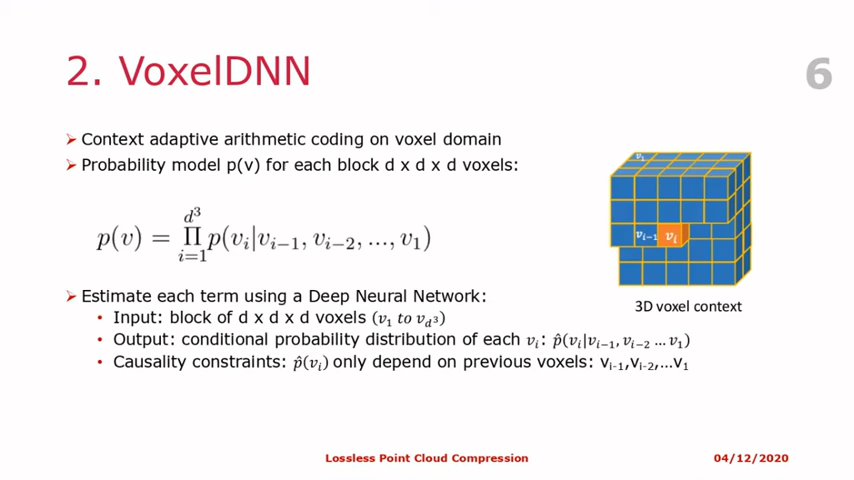 2. VoxelDNN
6
➢ Context adaptive arithmetic coding on voxel domain
➢ Probability model p(v) for each block d x d x d voxels:
p(v) = ∏_{i=1}^{d³} p(v_i|v_{i−1}, v_{i−2}, ..., v_1)
➢ Estimate each term using a Deep Neural Network:
• Input: block of d x d x d voxels (v₁ to v_{d³})
• Output: conditional probability distribution of each v_i: p̂(v_i|v_{i−1}, v_{i−2} … v_1)
• Causality constraints: p̂(v_i) only depend on previous voxels: v_{i-1},v_{i-2},…v_1
v_1
v_{i−1}
v_i
3D voxel context
Lossless Point Cloud Compression
04/12/2020